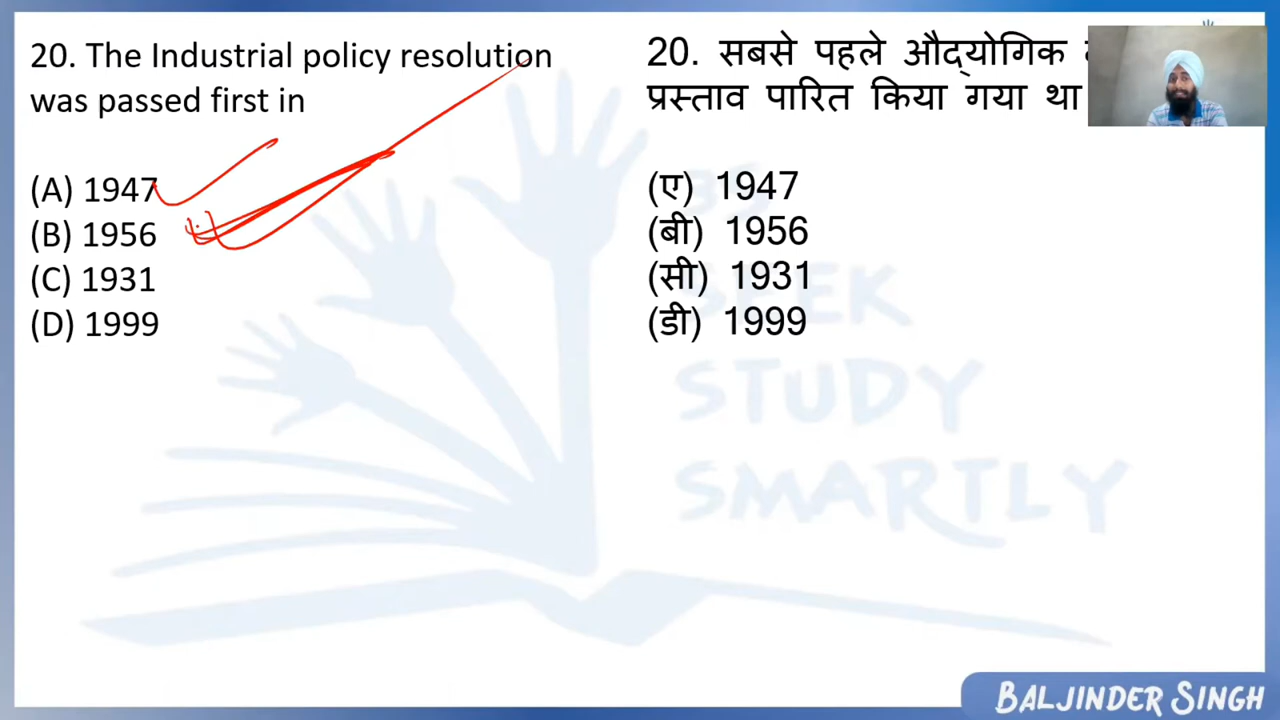 20. The Industrial policy resolution
was passed first in
(A) 1947
(B) 1956
(C) 1931
(D) 1999
20. सबसे पहले औद्योगिक
प्रस्ताव पारित किया गया था
(ए) 1947
(बी) 1956
(सी) 1931
(डी) 1999
SEEK
STUDY
SMARTLY
BALJINDER SINGH